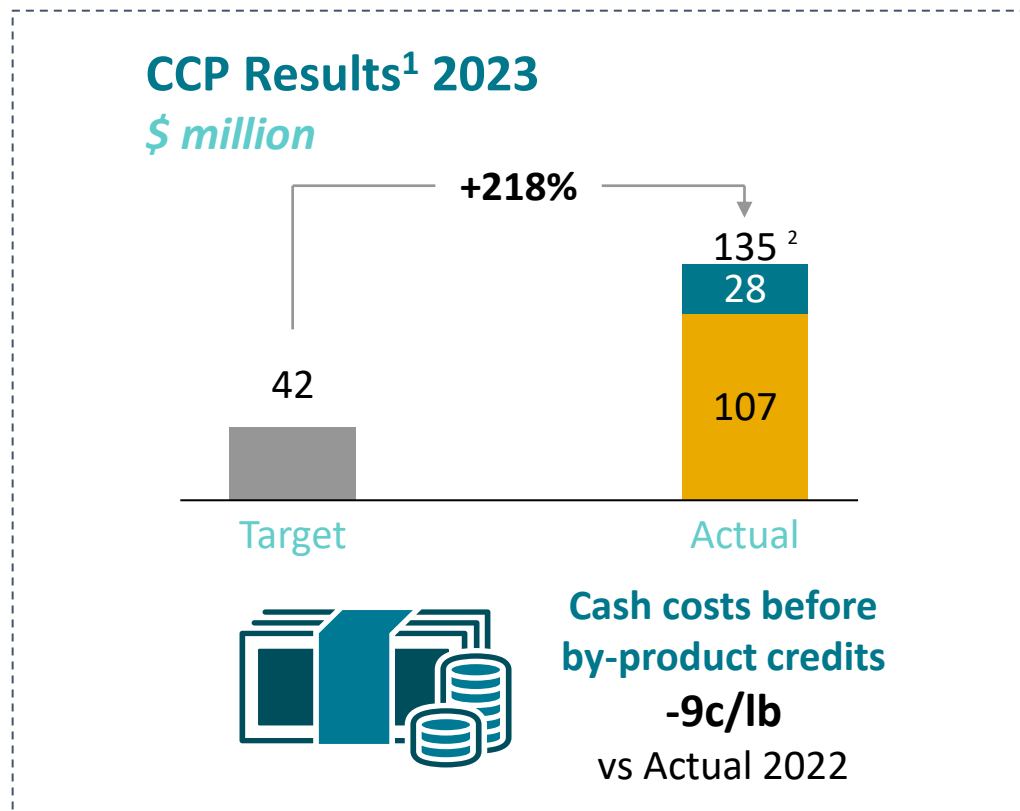 CCP Results¹ 2023
$ million
+218%
135 ²
28
42
107
Target
Actual
Cash costs before
by-product credits
-9c/lb
vs Actual 2022